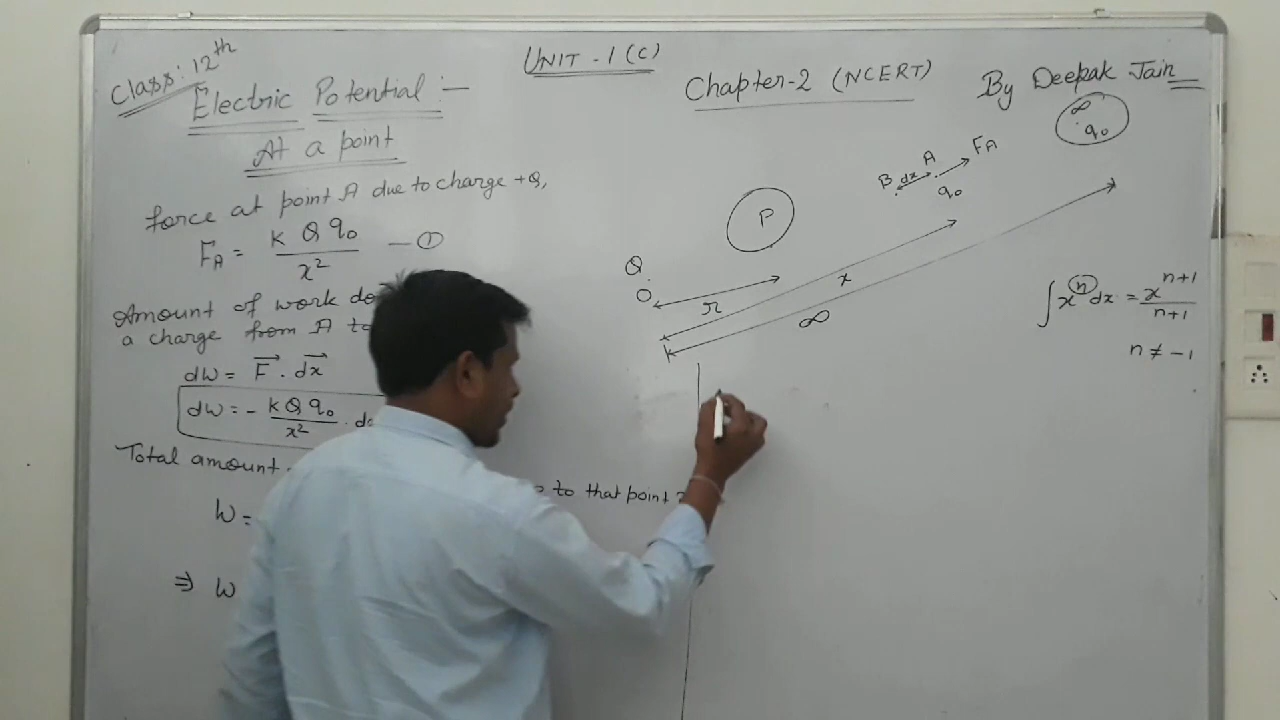 Class: 12th
UNIT - 1 (C)
Chapter-2 (NCERT)
By Deepak Jain
Electric Potential :-
At a point
force at point A due to charge +Q,
F_A = K Q q₀ / x² — ①
Amount of work do
a charge from A to
dW = F⃗ . dx⃗
dW = - K Q q₀ / x² . d
Total amount
to that point
W =
⇒ W
∞
q₀
B dx A F_A
q₀
P
Q
O
r
x
∞
∫ xⁿ dx = xⁿ⁺¹ / n+1
n ≠ -1